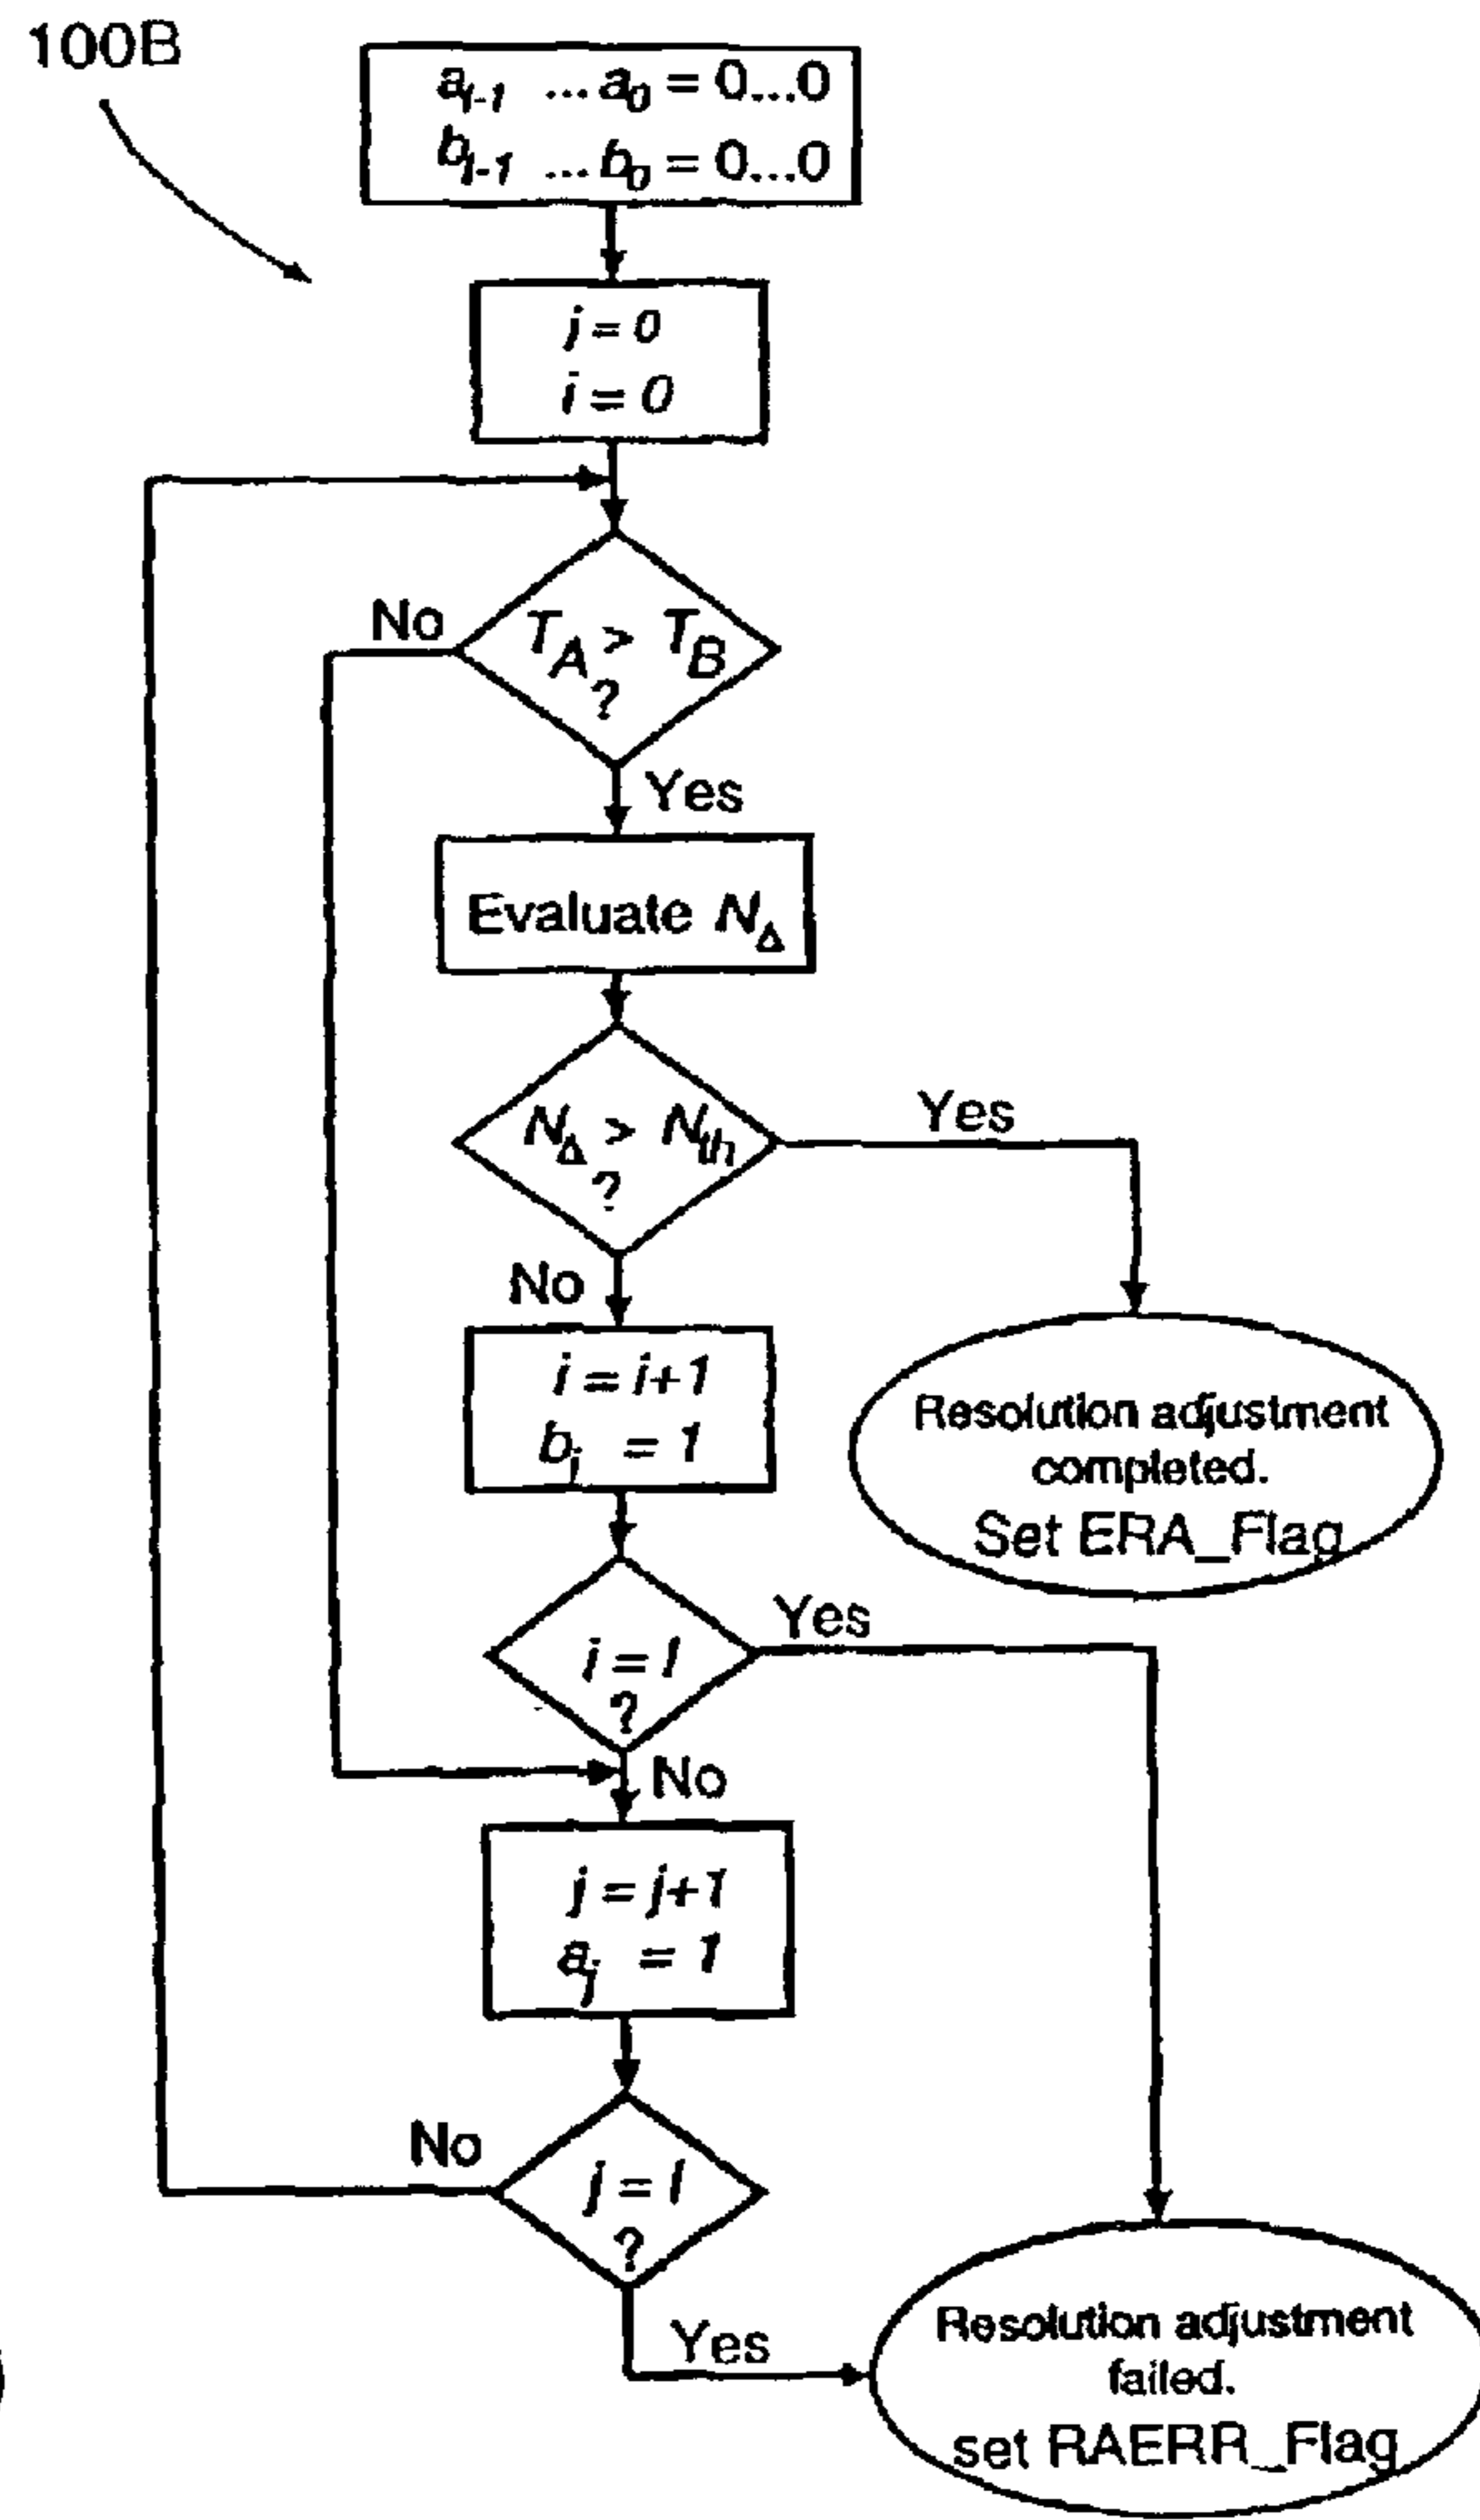 100B
a_{l-1} ... a_0 = 0...0
b_{l-1} ... b_0 = 0...0
j=0
i=0
T_A > T_B
?
No
Yes
Evaluate N_Δ
N_Δ > N_th
?
Yes
No
i=i+1
b_i =1
Resolution adjustment
completed.
Set ERA_Flag
i=l
?
Yes
No
j=j+1
a_j =1
j=l
?
No
Yes
Resolution adjustment
failed.
set RAERR_Flag